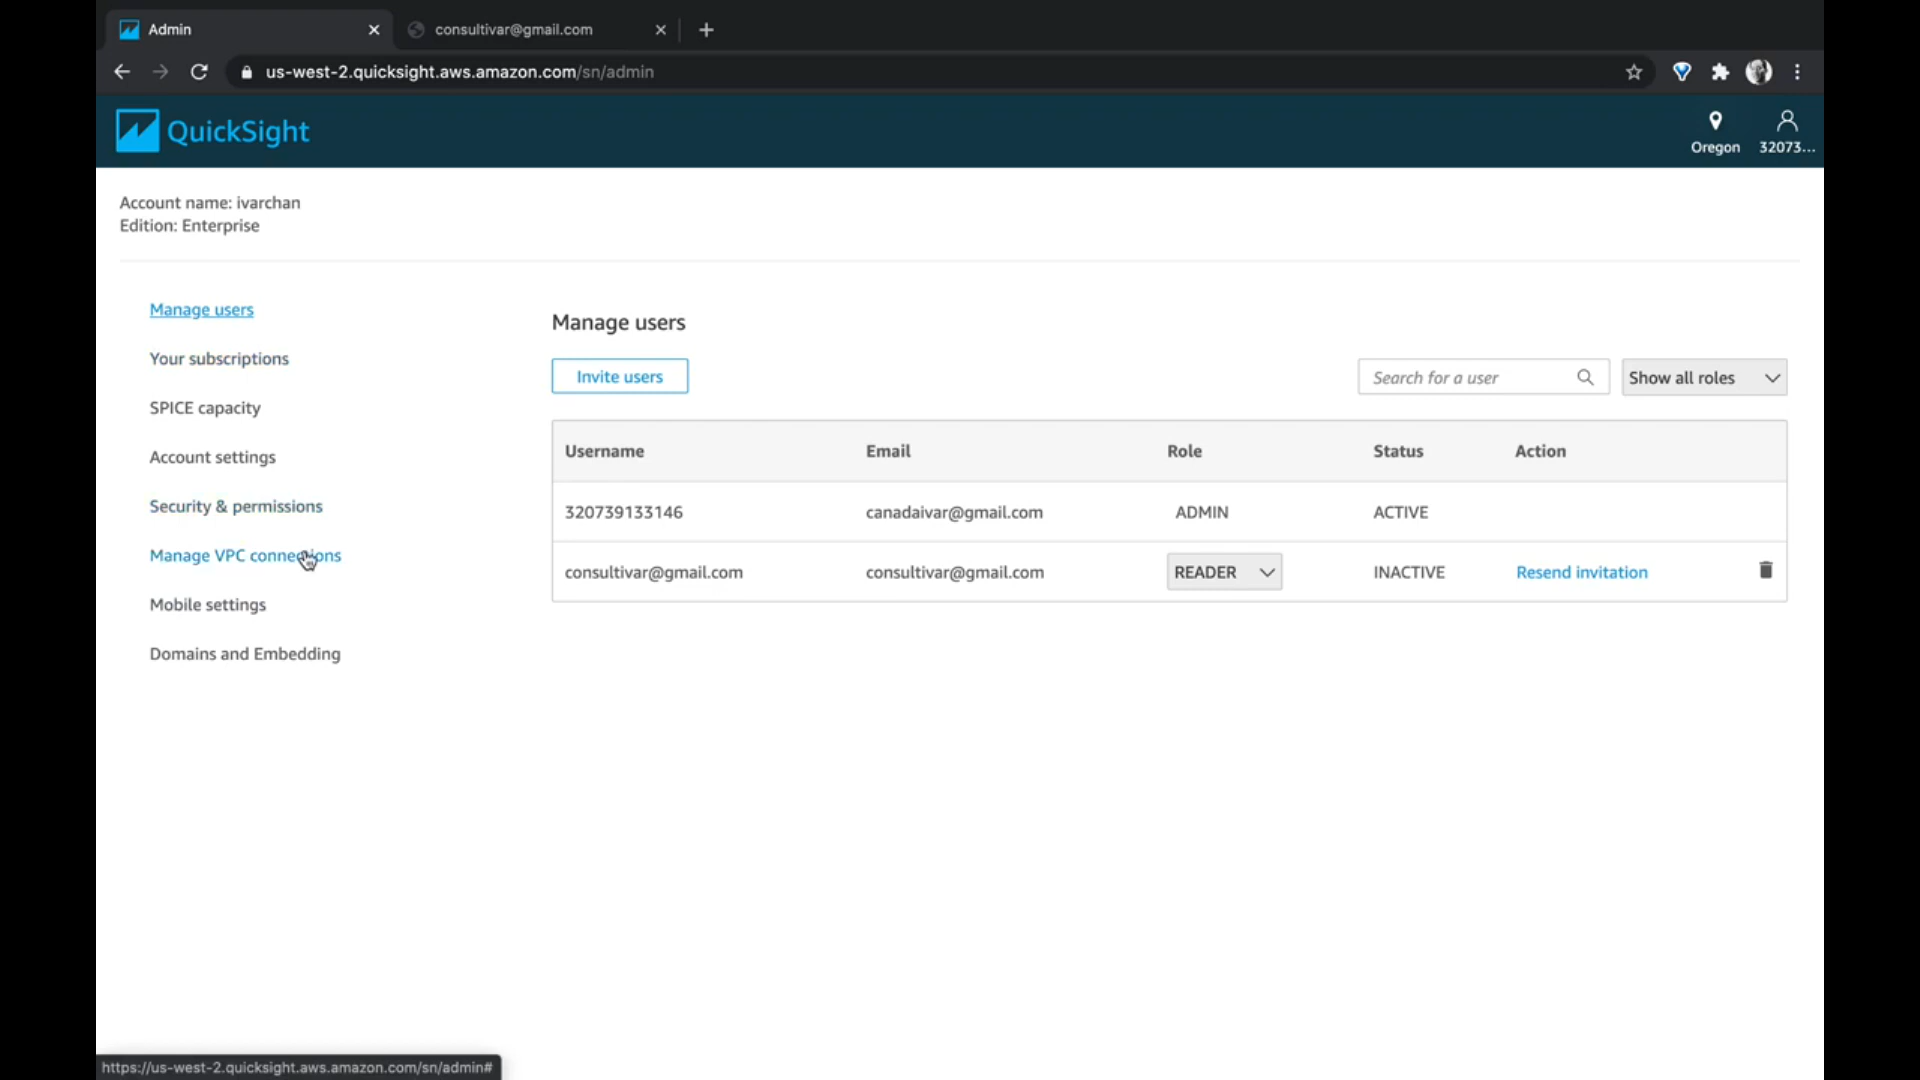 Admin
consultivar@gmail.com
us-west-2.quicksight.aws.amazon.com/sn/admin
QuickSight
Oregon
32073...
Account name: ivarchan
Edition: Enterprise
Manage users
Your subscriptions
SPICE capacity
Account settings
Security & permissions
Manage VPC connections
Mobile settings
Domains and Embedding
Manage users
Invite users
Search for a user
Show all roles
Username Email Role Status Action
320739133146 canadaivar@gmail.com ADMIN ACTIVE
consultivar@gmail.com consultivar@gmail.com READER INACTIVE Resend invitation
https://us-west-2.quicksight.aws.amazon.com/sn/admin#